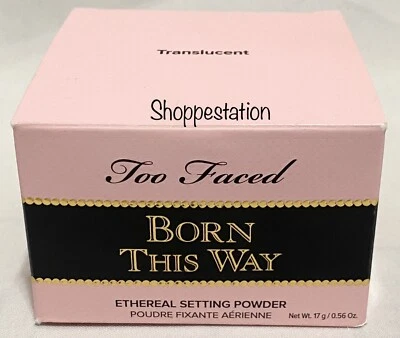 Translucent
Shoppestation
Too Faced
BORN
THIS WAY
ETHEREAL SETTING POWDER
POUDRE FIXANTE AÉRIENNE Net Wt. 17 g / 0.56 Oz.